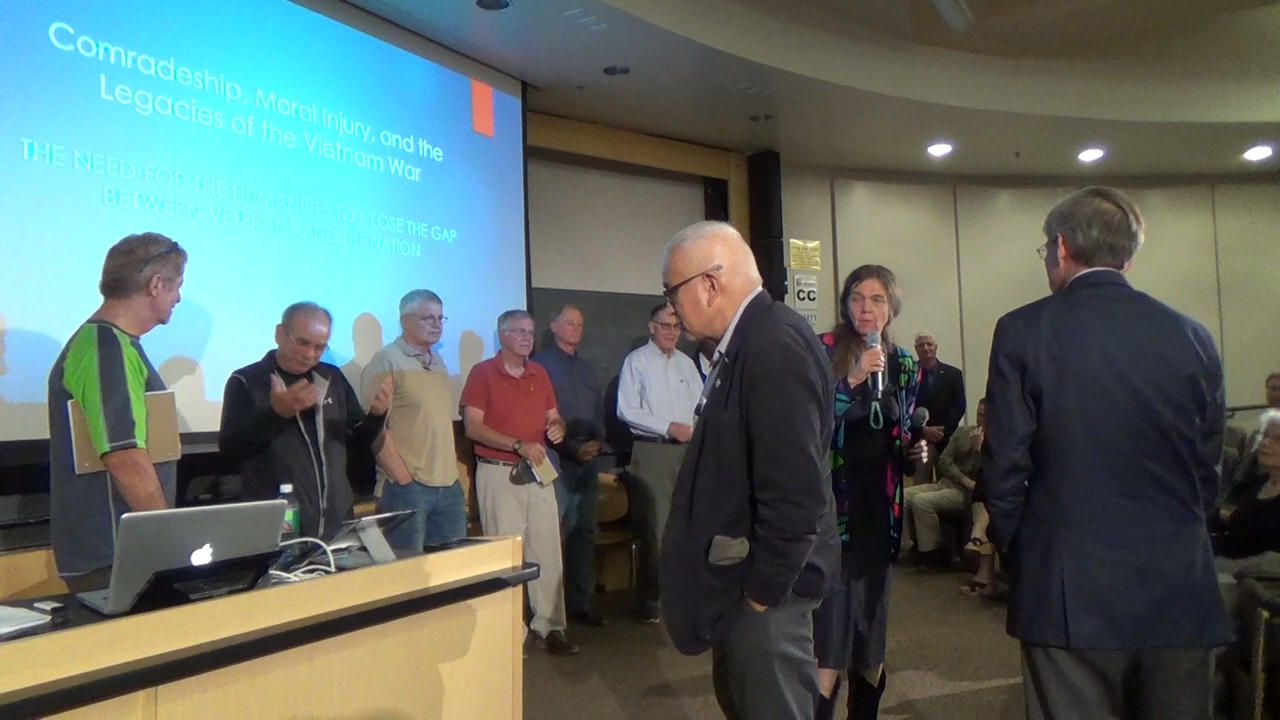 Comradeship, Moral Injury, and the
Legacies of the Vietnam War
THE NEED FOR THE HUMANITIES TO CLOSE THE GAP
BETWEEN VETERANS AND THE NATION
CC